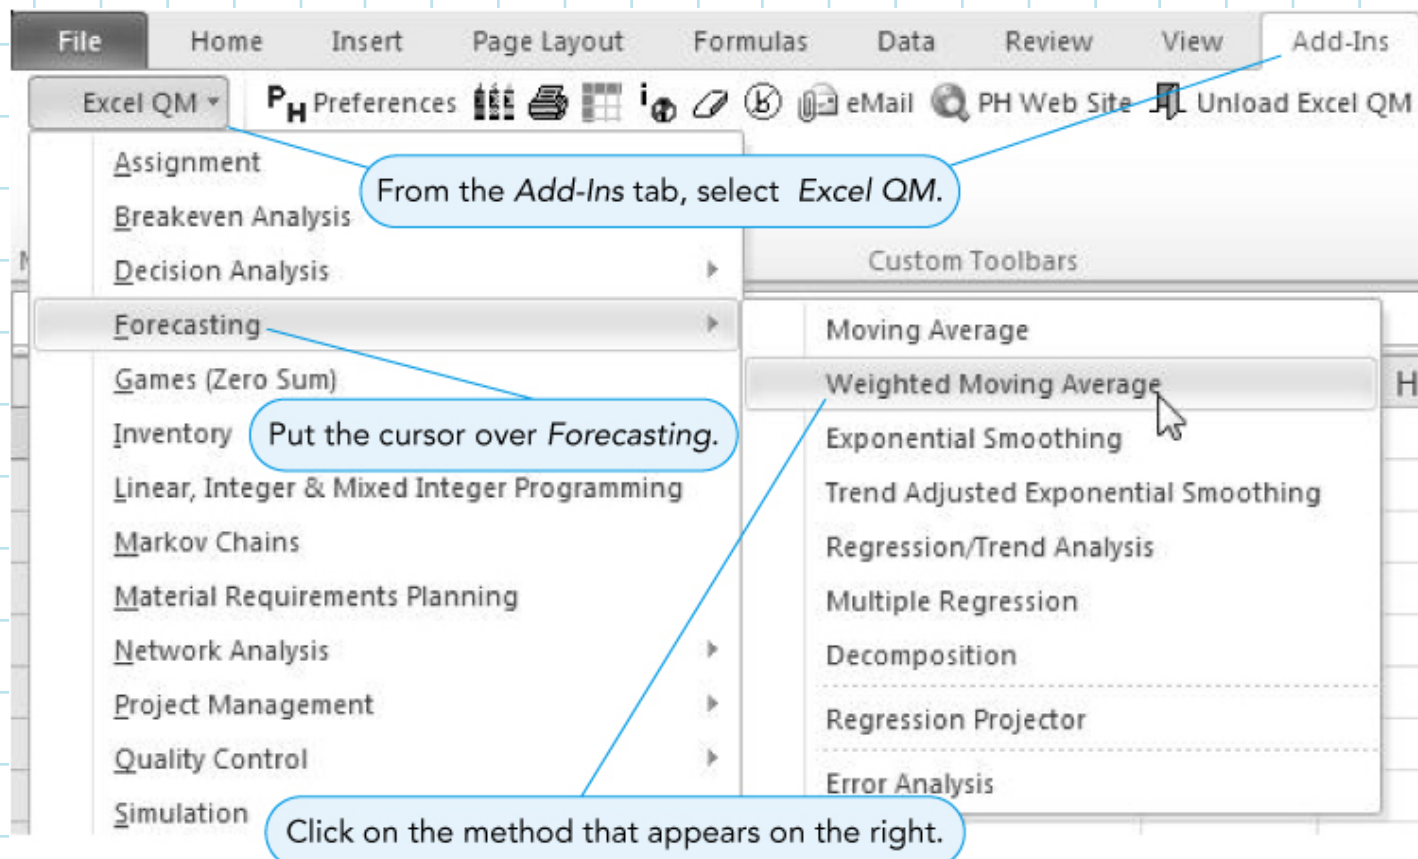 File Home Insert Page Layout Formulas Data Review View Add-Ins
Excel QM PH Preferences eMail PH Web Site Unload Excel QM
From the Add-Ins tab, select Excel QM.
Custom Toolbars
Assignment
Breakeven Analysis
Decision Analysis
Forecasting
Games (Zero Sum)
Inventory
Put the cursor over Forecasting.
Linear, Integer & Mixed Integer Programming
Markov Chains
Material Requirements Planning
Network Analysis
Project Management
Quality Control
Simulation
Moving Average
Weighted Moving Average
H
Exponential Smoothing
Trend Adjusted Exponential Smoothing
Regression/Trend Analysis
Multiple Regression
Decomposition
Regression Projector
Error Analysis
Click on the method that appears on the right.